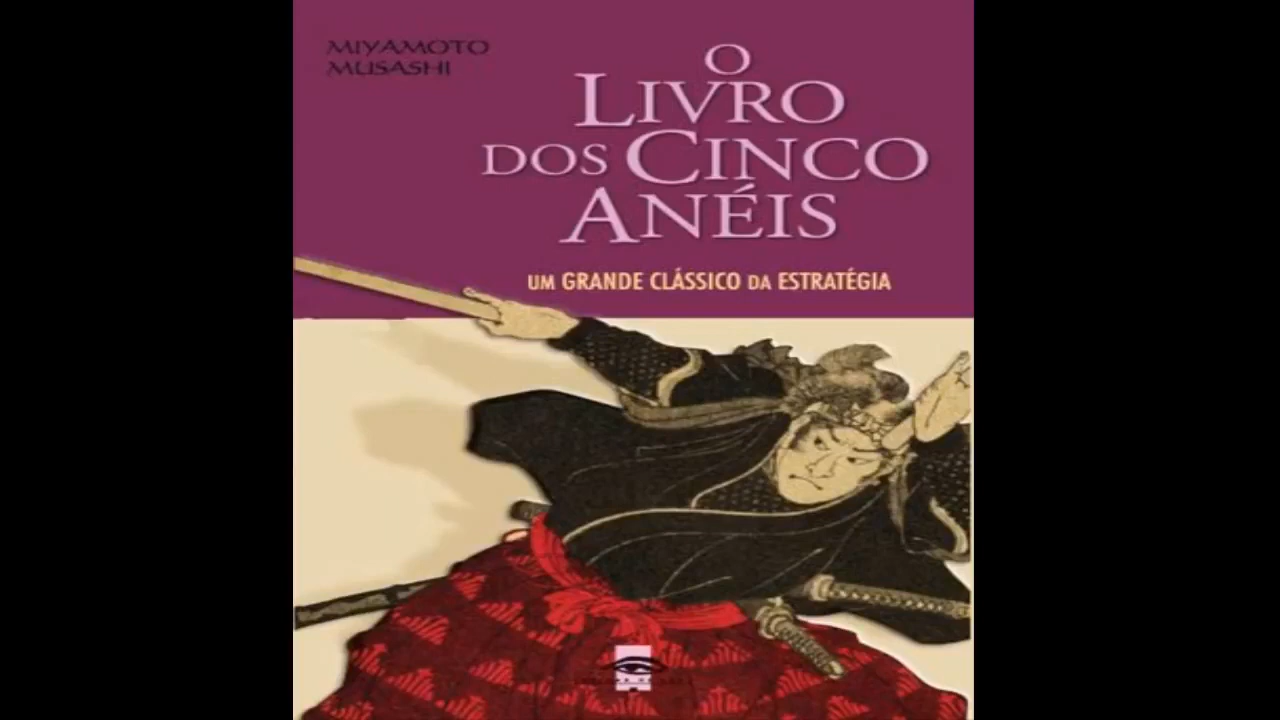 MIYAMOTO
MUSASHI
O
LIVRO
DOS CINCO
ANÉIS
UM GRANDE CLÁSSICO DA ESTRATÉGIA